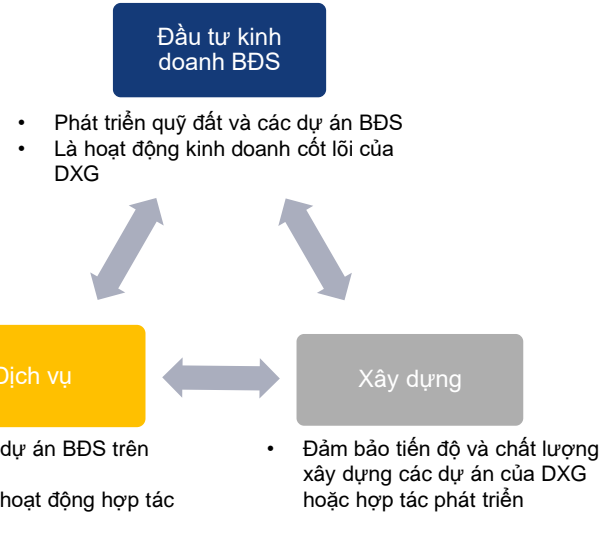 Đầu tư kinh
doanh BĐS
• Phát triển quỹ đất và các dự án BĐS
• Là hoạt động kinh doanh cốt lõi của
DXG
Dịch vụ
Xây dựng
dự án BĐS trên
hoạt động hợp tác
• Đảm bảo tiến độ và chất lượng
xây dựng các dự án của DXG
hoặc hợp tác phát triển